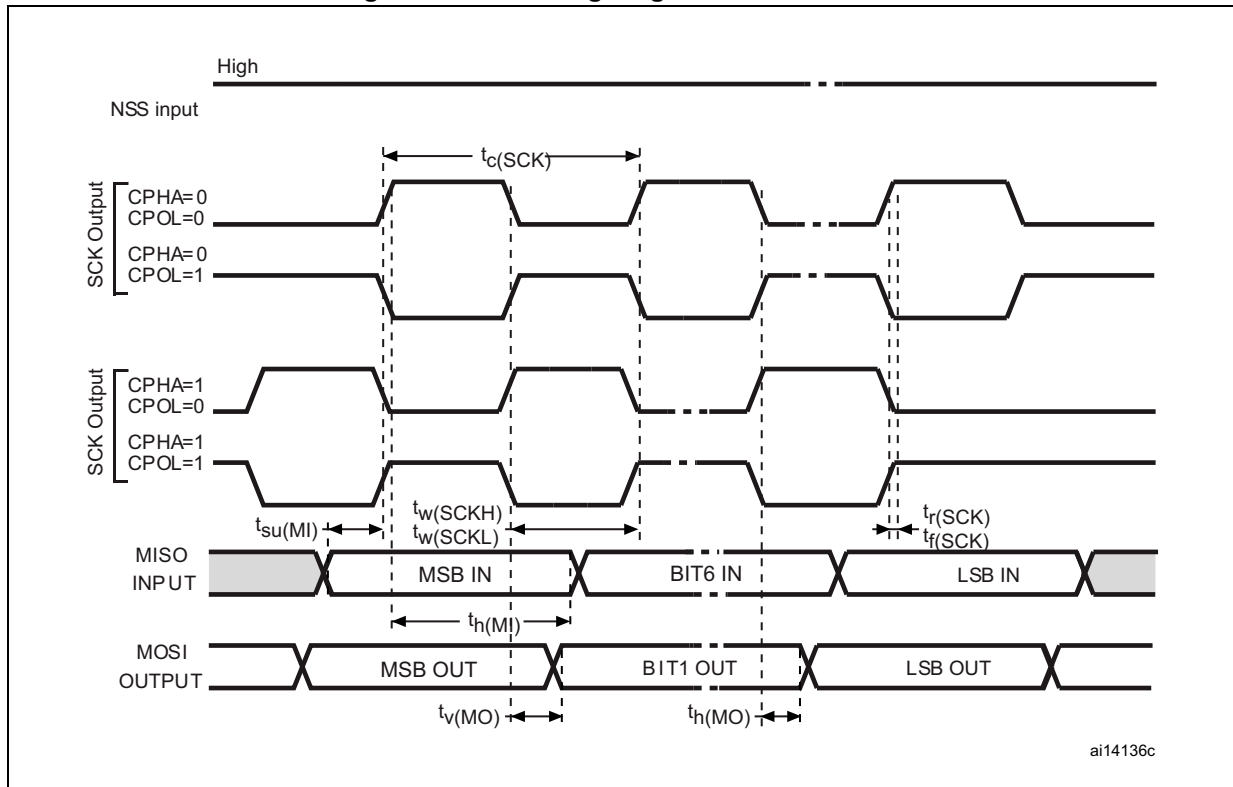 High
NSS input
tc(SCK)
SCK Output
CPHA=0
CPOL=0
CPHA=0
CPOL=1
SCK Output
CPHA=1
CPOL=0
CPHA=1
CPOL=1
tsu(MI)
tw(SCKH)
tw(SCKL)
tr(SCK)
tf(SCK)
MISO
INPUT
MSB IN
BIT6 IN
LSB IN
th(MI)
MOSI
OUTPUT
MSB OUT
BIT1 OUT
LSB OUT
tv(MO)
th(MO)
ai14136c